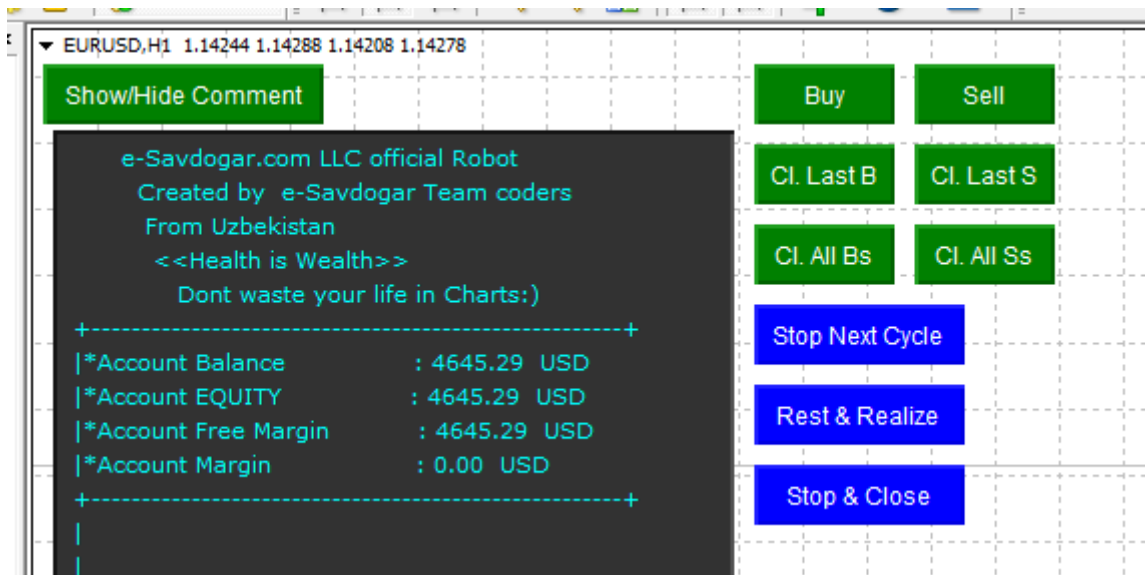 EURUSD,H1 1.14244 1.14288 1.14208 1.14278
Show/Hide Comment
Buy
Sell
e-Savdogar.com LLC official Robot
Created by e-Savdogar Team coders
From Uzbekistan
<<Health is Wealth>>
Dont waste your life in Charts:)
+-----------------------------------------------------+
|*Account Balance : 4645.29 USD
|*Account EQUITY : 4645.29 USD
|*Account Free Margin : 4645.29 USD
|*Account Margin : 0.00 USD
+-----------------------------------------------------+
|
|
Cl. Last B
Cl. Last S
Cl. All Bs
Cl. All Ss
Stop Next Cycle
Rest & Realize
Stop & Close